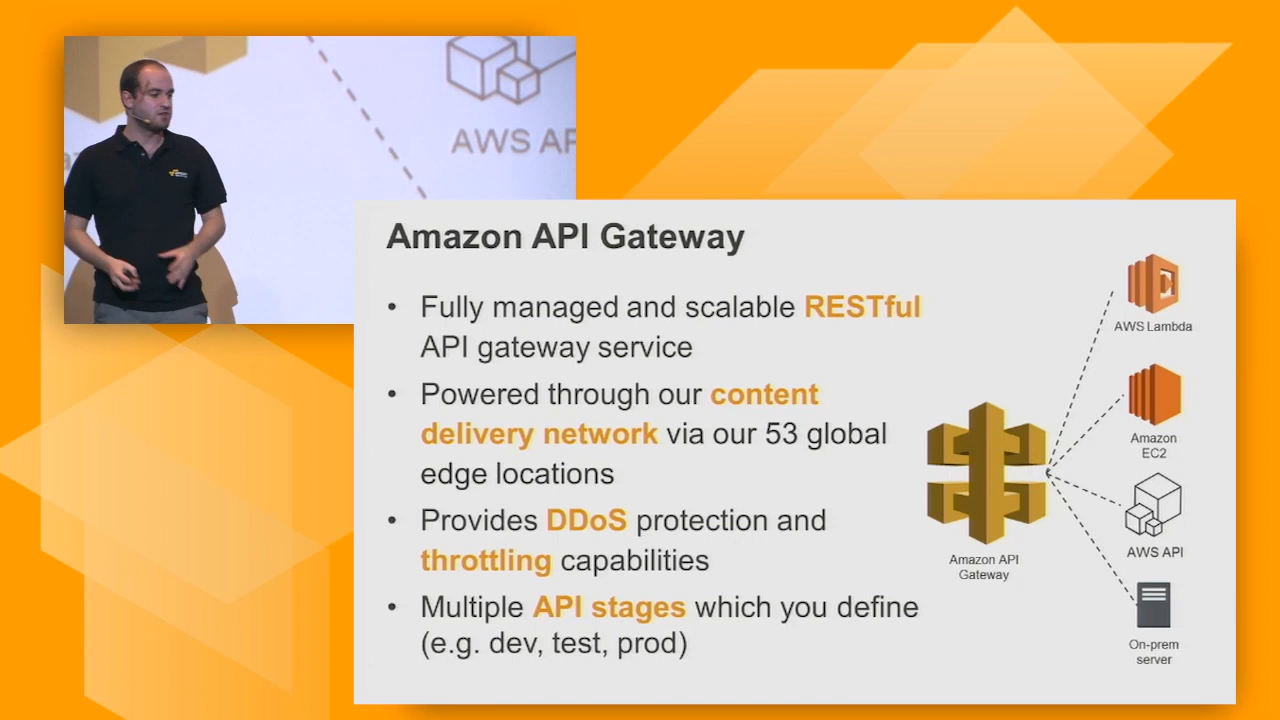 AWS AP
Amazon API Gateway
• Fully managed and scalable RESTful
API gateway service
• Powered through our content
delivery network via our 53 global
edge locations
• Provides DDoS protection and
throttling capabilities
• Multiple API stages which you define
(e.g. dev, test, prod)
Amazon API
Gateway
AWS Lambda
Amazon
EC2
AWS API
On-prem
server